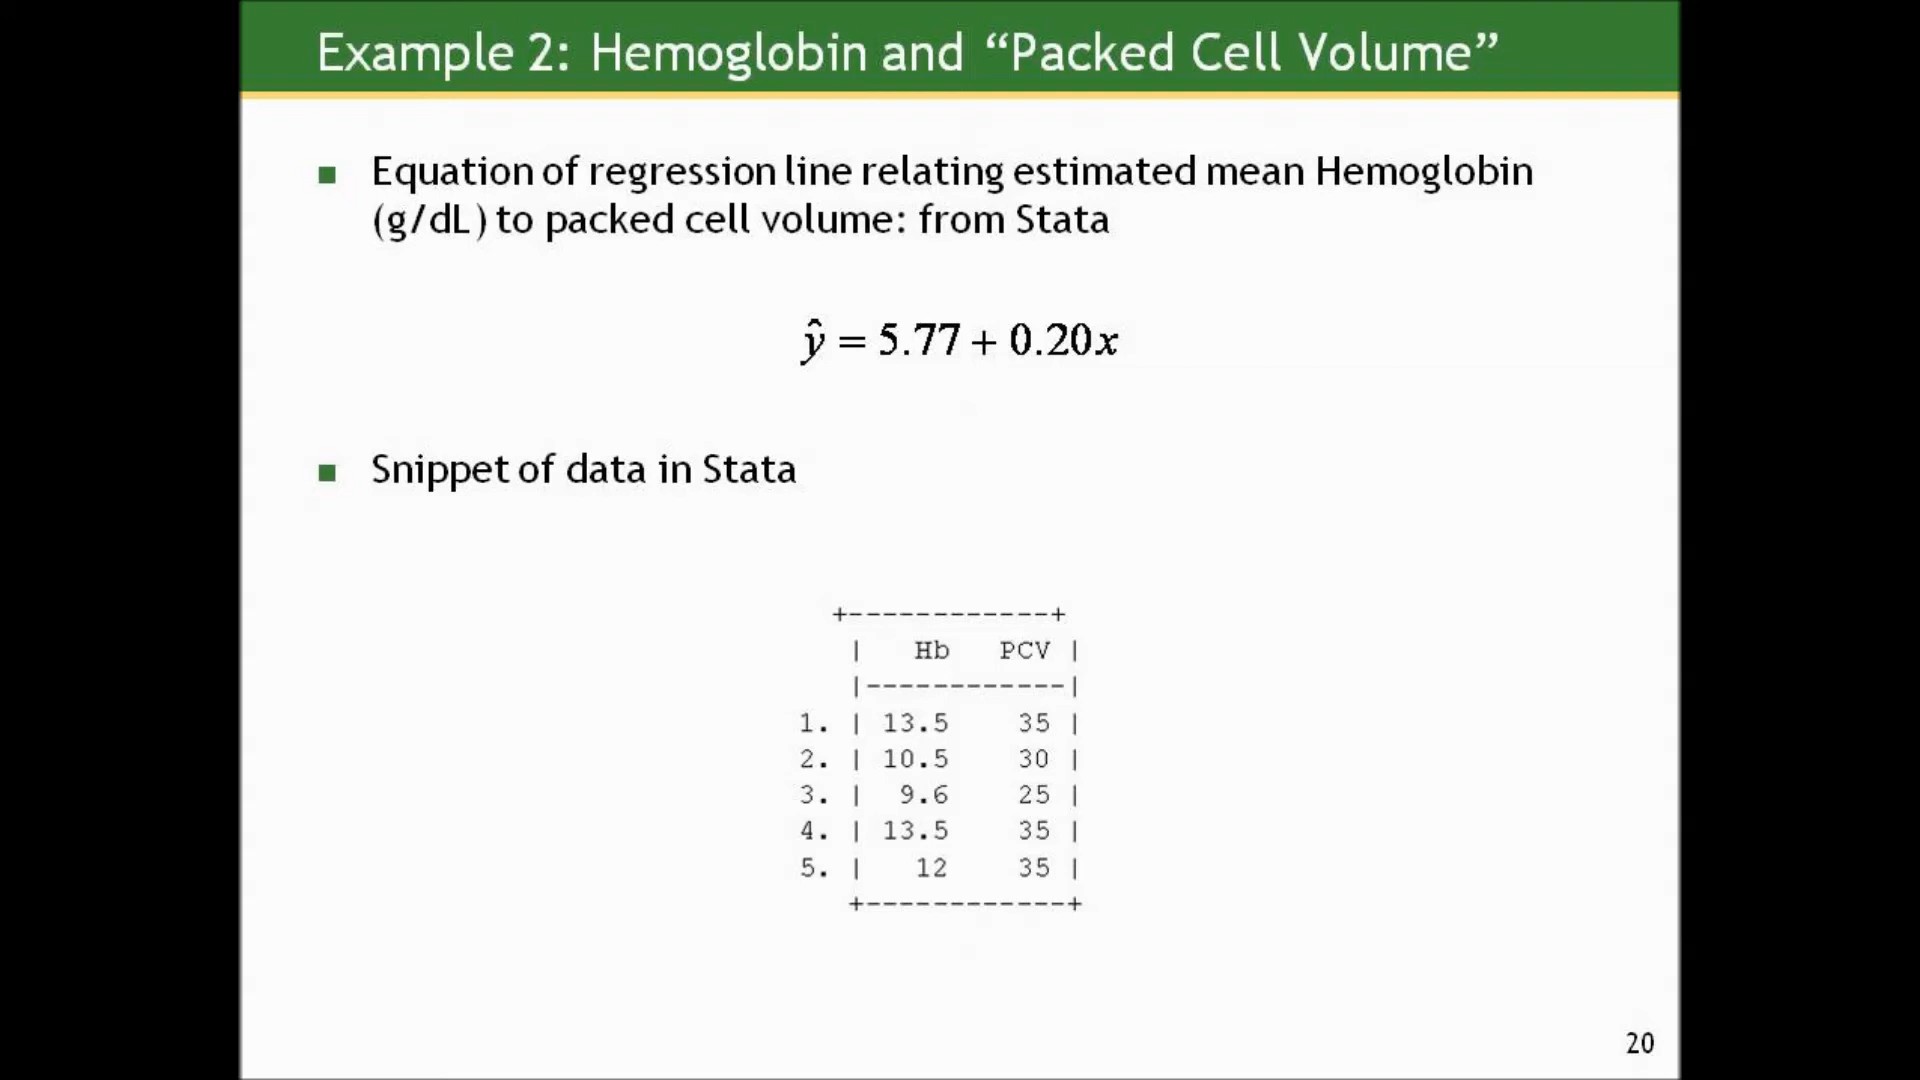 Example 2: Hemoglobin and “Packed Cell Volume”
Equation of regression line relating estimated mean Hemoglobin
(g/dL) to packed cell volume: from Stata
ŷ = 5.77 + 0.20x
Snippet of data in Stata
+------------+
| Hb PCV |
|------------|
1. | 13.5 35 |
2. | 10.5 30 |
3. | 9.6 25 |
4. | 13.5 35 |
5. | 12 35 |
+------------+
20